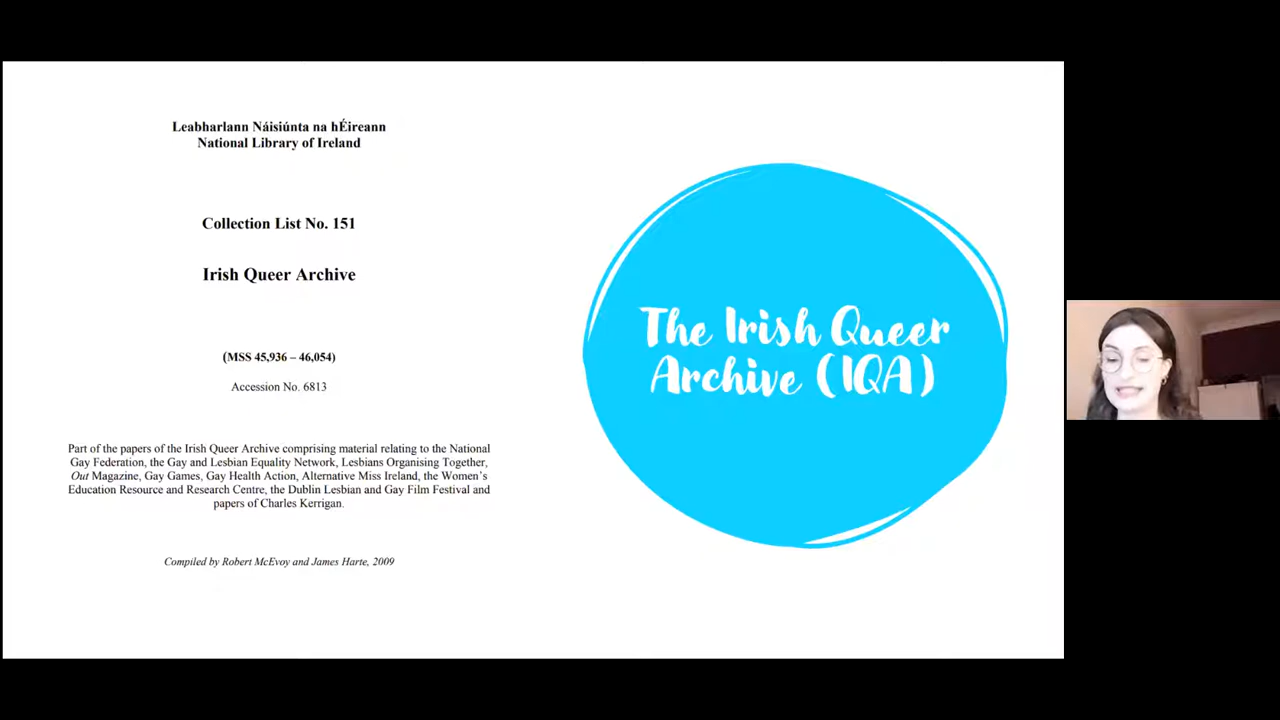 Leabharlann Náisiúnta na hÉireann
National Library of Ireland
Collection List No. 151
Irish Queer Archive
(MSS 45,936 – 46,054)
Accession No. 6813
Part of the papers of the Irish Queer Archive comprising material relating to the National
Gay Federation, the Gay and Lesbian Equality Network, Lesbians Organising Together,
Out Magazine, Gay Games, Gay Health Action, Alternative Miss Ireland, the Women's
Education Resource and Research Centre, the Dublin Lesbian and Gay Film Festival and
papers of Charles Kerrigan.
Compiled by Robert McEvoy and James Harte, 2009
The Irish Queer
Archive (IQA)